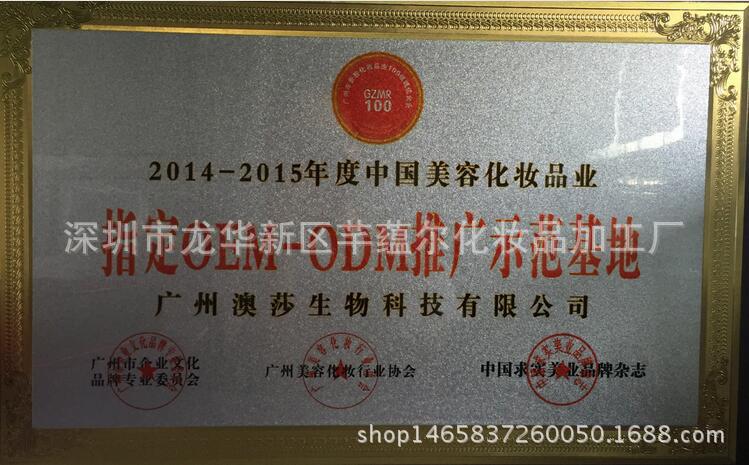 GZMR
100
2014-2015年度中国美容化妆品业
指定OEM-ODM推广示范基地
深圳市龙华新区芊蕴尔化妆品加工厂
广州澳莎生物科技有限公司
广州市企业文化
品牌专业委员会
广州美容化妆行业协会
中国求实美业品牌杂志
shop1465837260050.1688.com